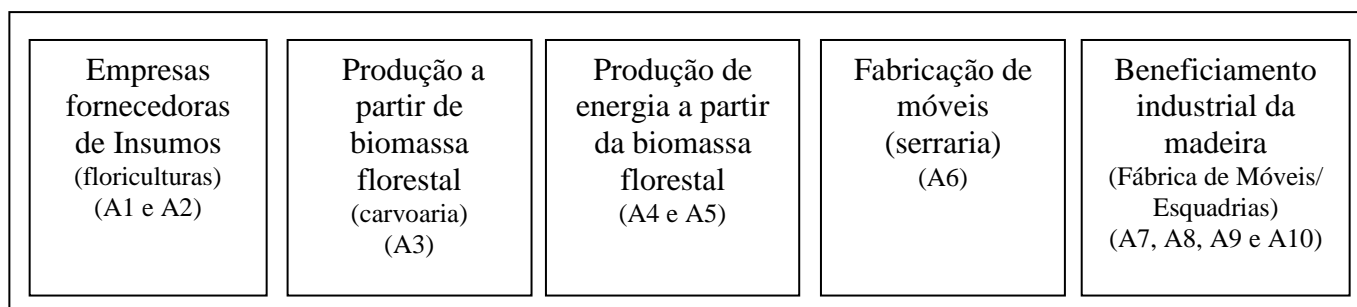 Empresas
fornecedoras
de Insumos
(floriculturas)
(A1 e A2)
Produção a
partir de
biomassa
florestal
(carvoaria)
(A3)
Produção de
energia a partir
da biomassa
florestal
(A4 e A5)
Fabricação de
móveis
(serraria)
(A6)
Beneficiamento
industrial da
madeira
(Fábrica de Móveis/
Esquadrias)
(A7, A8, A9 e A10)